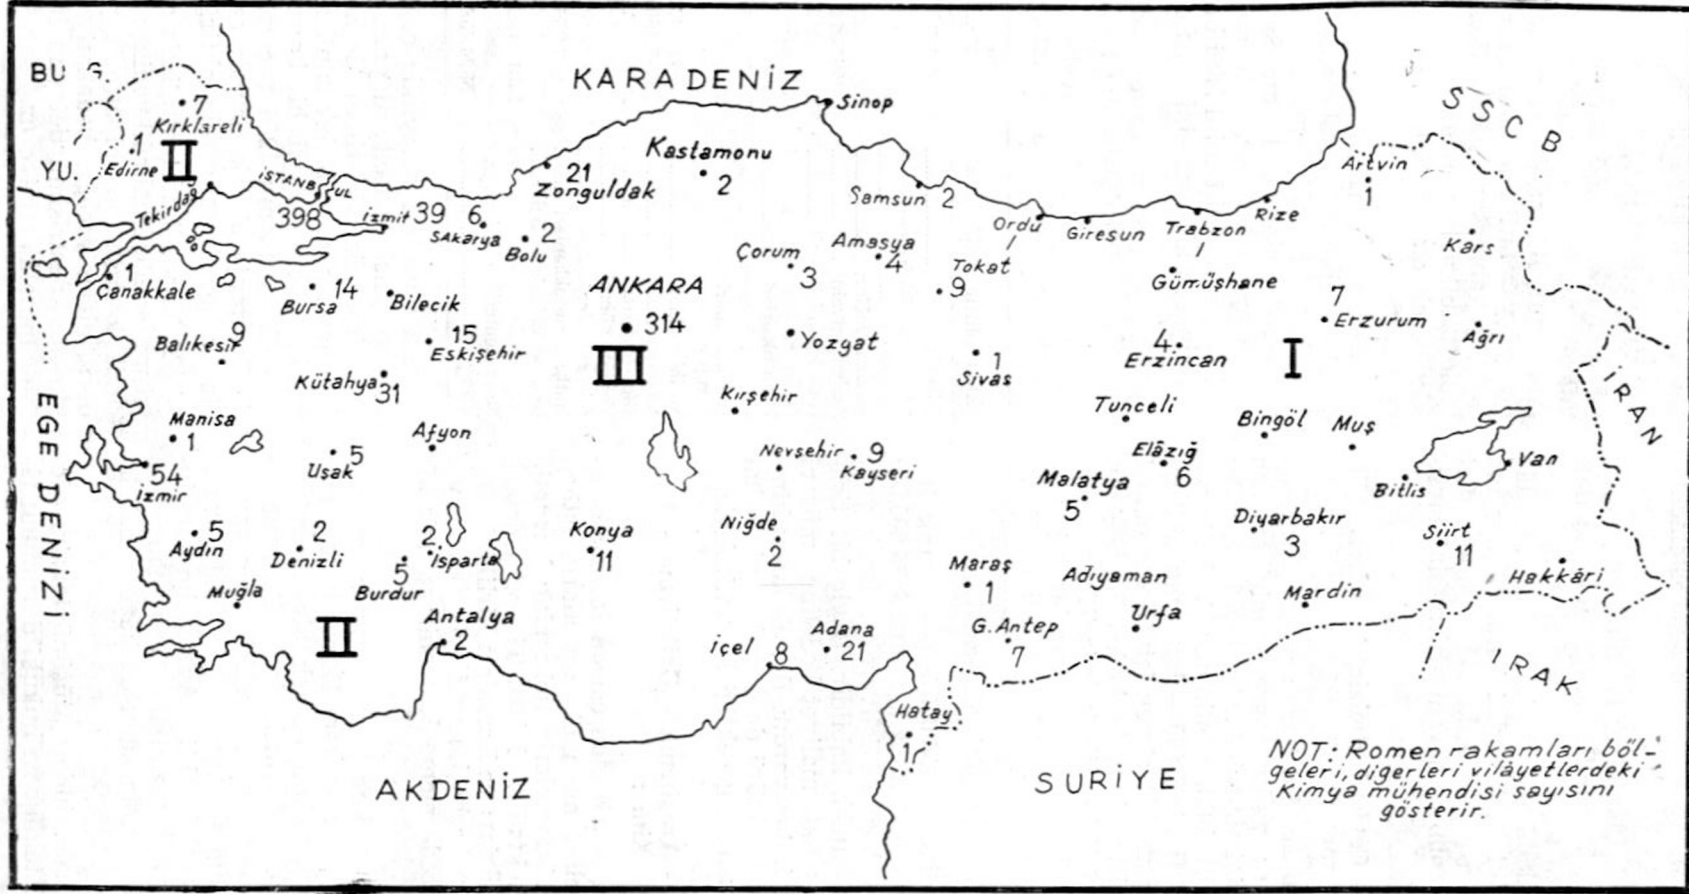 KARADENİZ
BU G.
Sinop
7
Kırklareli
SSCB
1
Edirne
II
YU.
Kastamonu
2
21
Zonguldak
Artvin
1
İSTANBUL
398
Tekirdağ
İzmit 39
6
SAKarya
2
Bolu
Samsun 2
Ordu
1
Giresun
Trabzon
1
Rize
Kars
Çorum
3
Amasya
4
Tokat
9
Gümüşhane
1
Çanakkale
14
Bursa
Bilecik
ANKARA
314
III
7
Erzurum
Ağrı
9
Balıkesir
15
Eskişehir
Yozgat
1
Sivas
4
Erzincan
I
İRAN
Kütahya
31
Kırşehir
Tunceli
Bingöl
Muş
EGE DENİZİ
Manisa
1
Afyon
5
Uşak
Nevşehir
9
Kayseri
Elâzığ
6
Van
54
İzmir
Malatya
5
Bitlis
5
Aydın
2
Denizli
2
Isparta
5
Burdur
Konya
11
Niğde
2
Diyarbakır
3
Siirt
11
Maraş
1
Adıyaman
Hakkâri
Muğla
Mardin
II
Antalya
2
İçel
8
Adana
21
G.Antep
7
Urfa
IRAK
Hatay
1
AKDENİZ
SURİYE
NOT: Romen rakamları böl-
geleri, digerleri vilâyetlerdeki
Kimya mühendisi sayısını
gösterir.